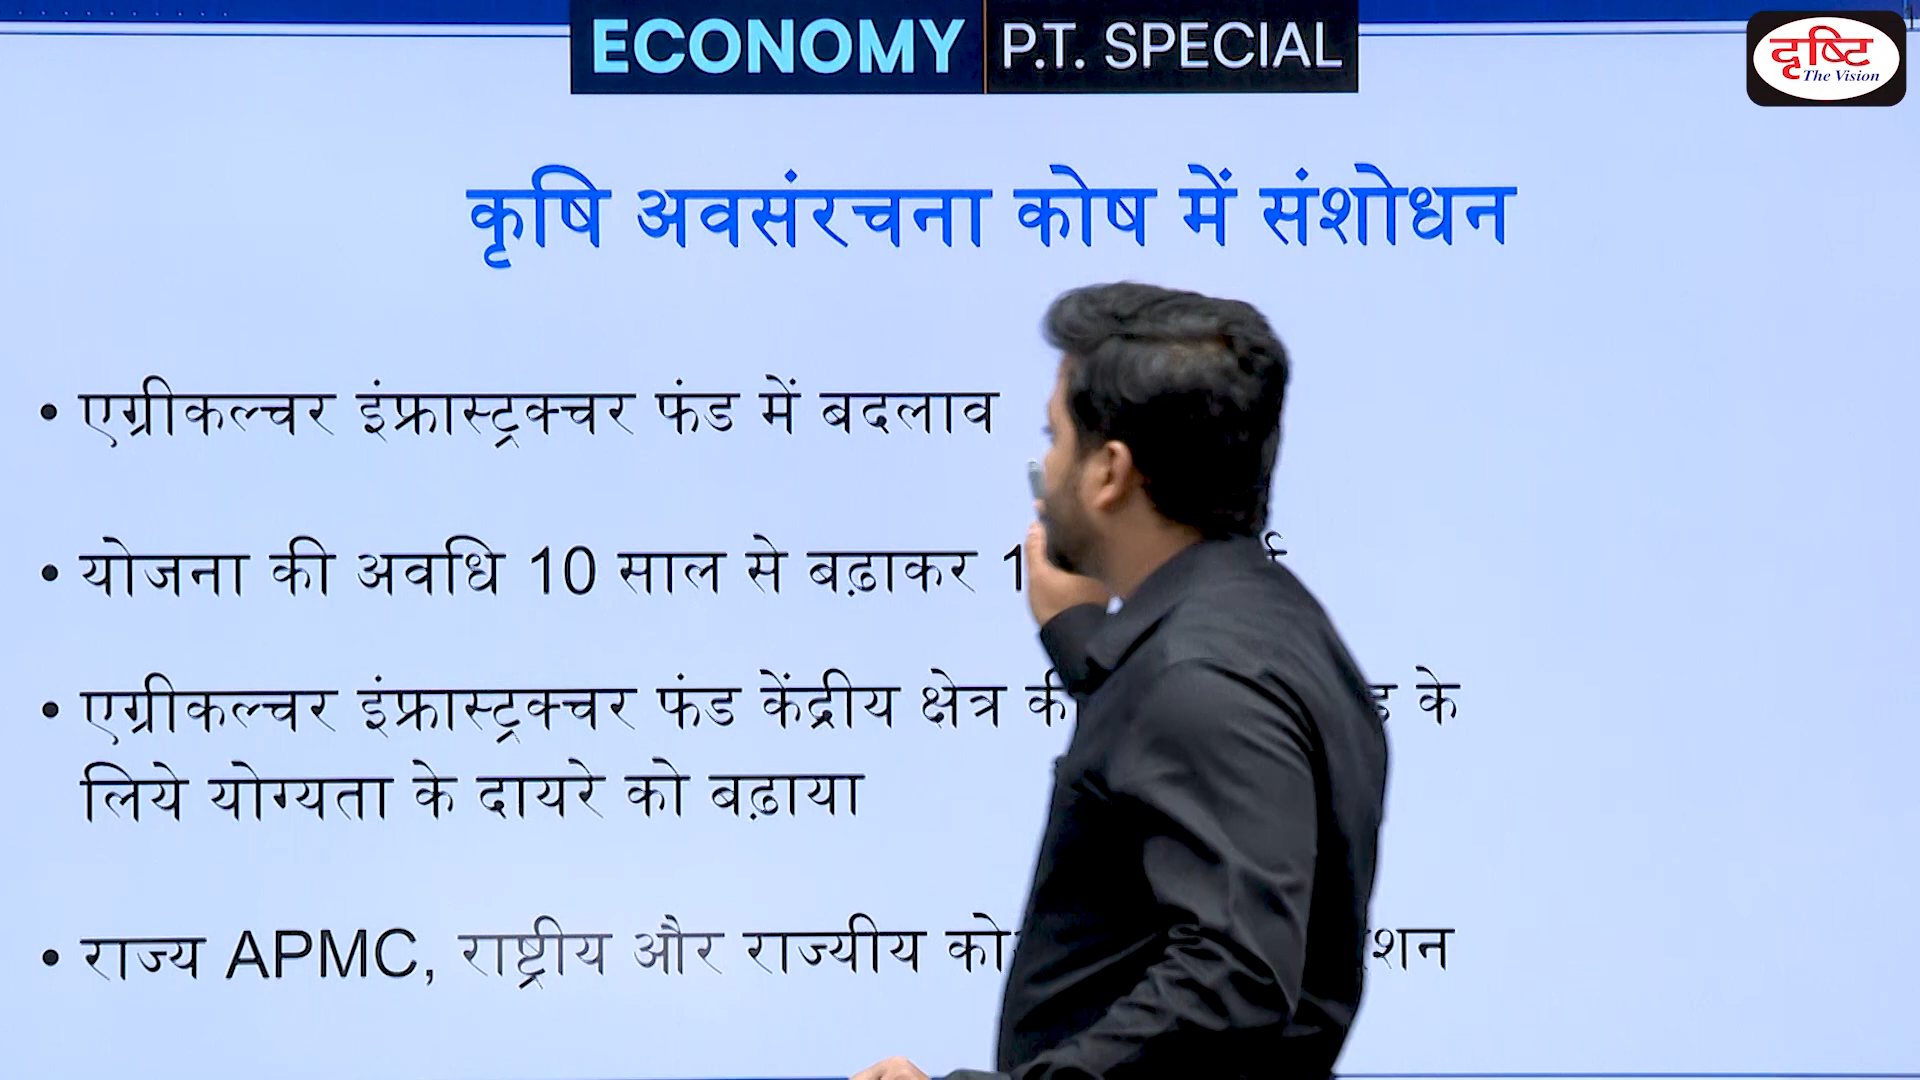 ECONOMY P.T. SPECIAL
दृष्टि
The Vision
कृषि अवसंरचना कोष में संशोधन
• एग्रीकल्चर इंफ्रास्ट्रक्चर फंड में बदलाव
• योजना की अवधि 10 साल से बढ़ाकर
• एग्रीकल्चर इंफ्रास्ट्रक्चर फंड केंद्रीय क्षेत्र के
लिये योग्यता के दायरे को बढ़ाया
• राज्य APMC, राष्ट्रीय और राज्यीय